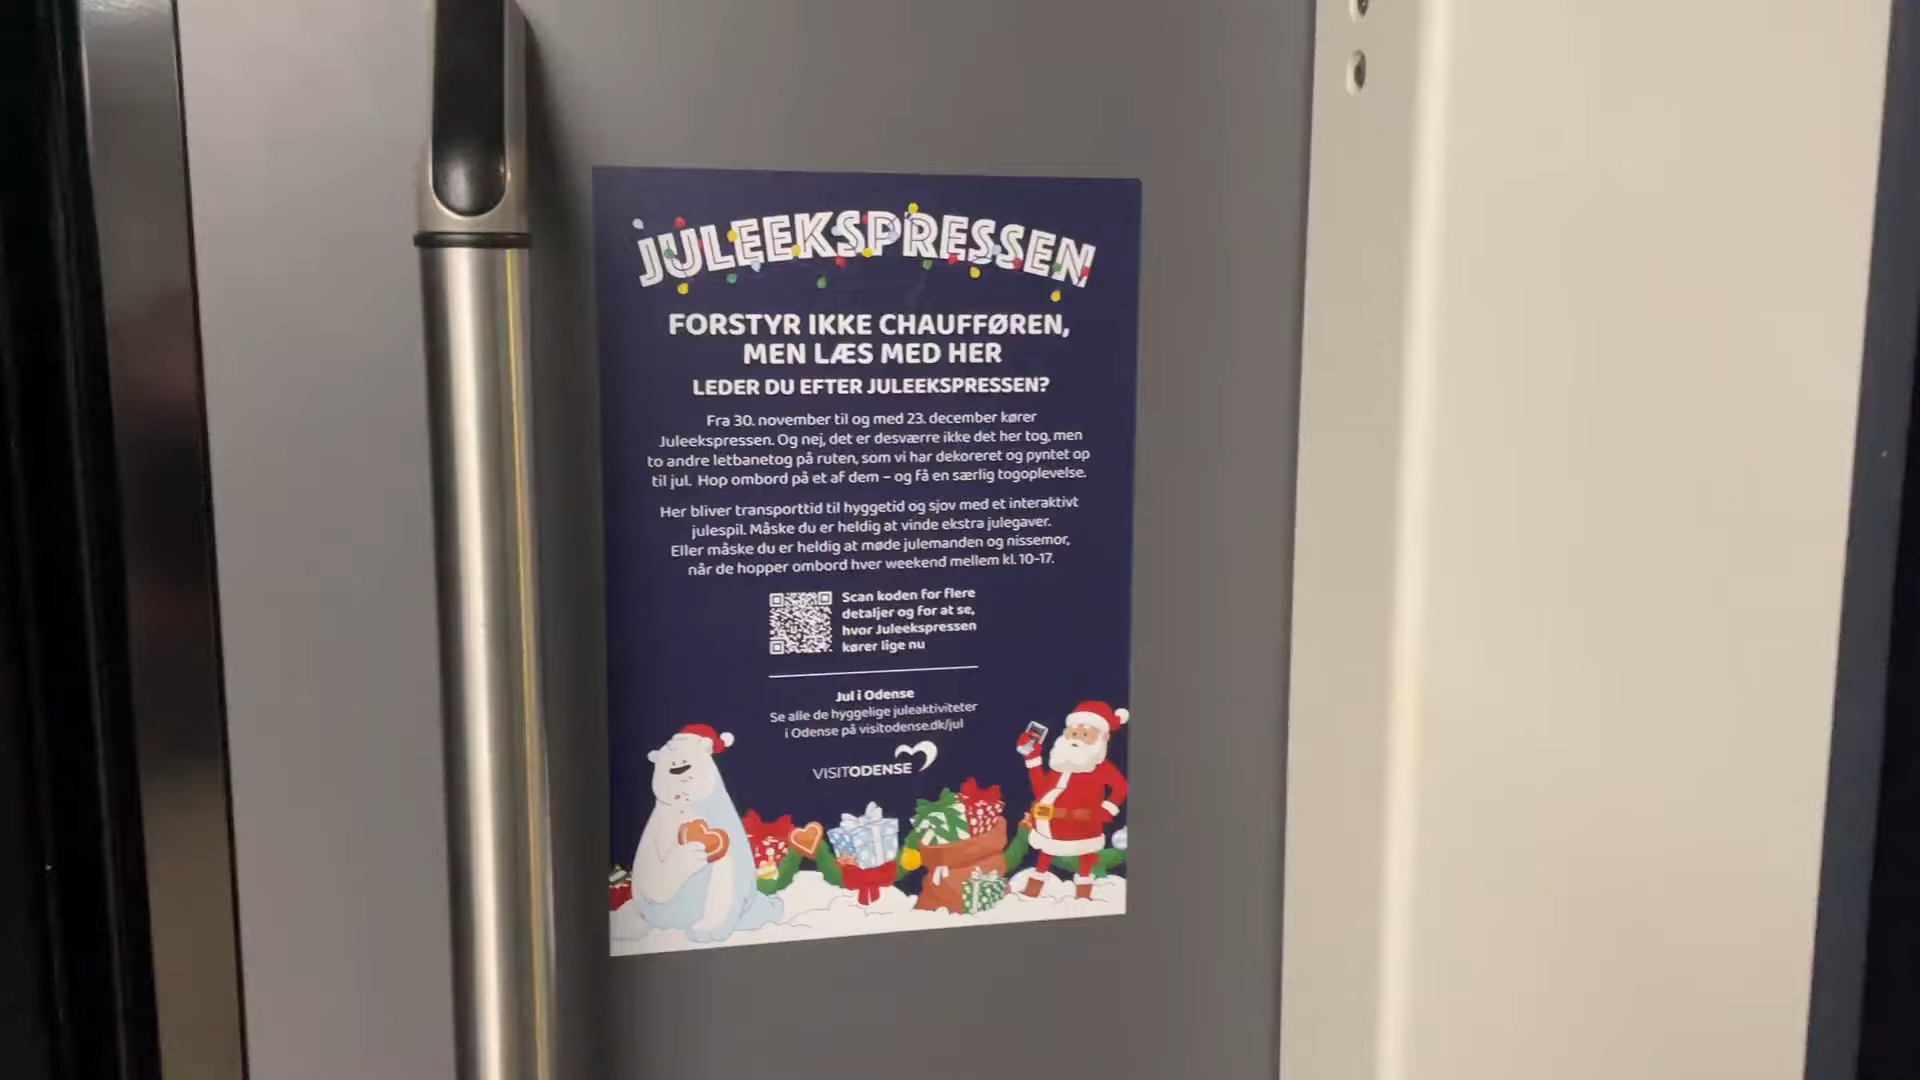 JULEEKSPRESSEN
FORSTYR IKKE CHAUFFØREN,
MEN LÆS MED HER
LEDER DU EFTER JULEEKSPRESSEN?
Fra 30. november til og med 23. december kører
Juleekspressen. Og nej, det er desværre ikke det her tog, men
to andre letbanetog på ruten, som vi har dekoreret og pyntet op
til jul. Hop ombord på et af dem – og få en særlig togoplevelse.
Her bliver transporttid til hyggetid og sjov med et interaktivt
julespil. Måske du er heldig at vinde ekstra julegaver.
Eller måske du er heldig at møde julemanden og nissemor,
når de hopper ombord hver weekend mellem kl. 10-17.
Scan koden for flere
detaljer og for at se,
hvor Juleekspressen
kører lige nu
Jul i Odense
Se alle de hyggelige juleaktiviteter
i Odense på visitodense.dk/jul
VISITODENSE